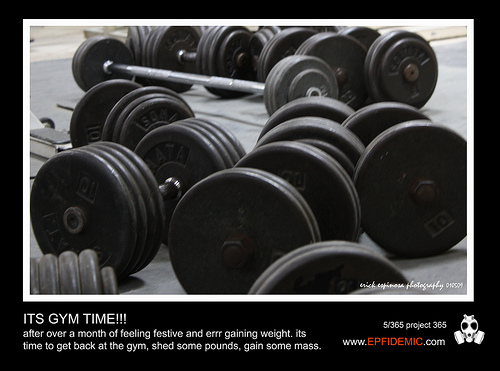 erick espinosa photography 010509
ITS GYM TIME!!!
after over a month of feeling festive and errr gaining weight. its
time to get back at the gym, shed some pounds, gain some mass.
5/365 project 365
www.EPFIDEMIC.com